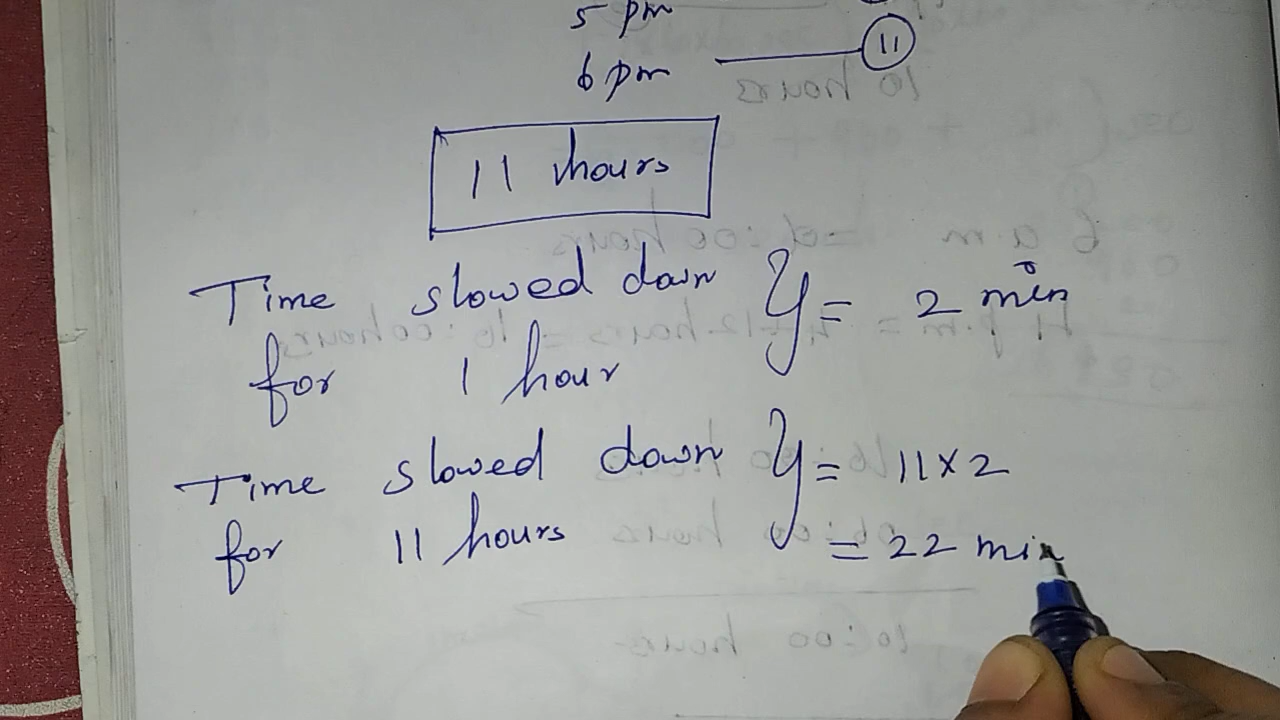 5 pm
6 pm — 11
11 hours
Time slowed down } = 2 min
for 1 hour
Time slowed down } = 11 × 2
for 11 hours = 22 min